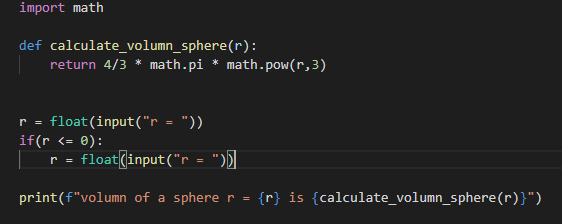 import math
def calculate_volumn_sphere(r):
    return 4/3 * math.pi * math.pow(r,3)
r = float(input("r = "))
if(r <= 0):
    r = float(input("r = "))
print(f"volumn of a sphere r = {r} is {calculate_volumn_sphere(r)}")